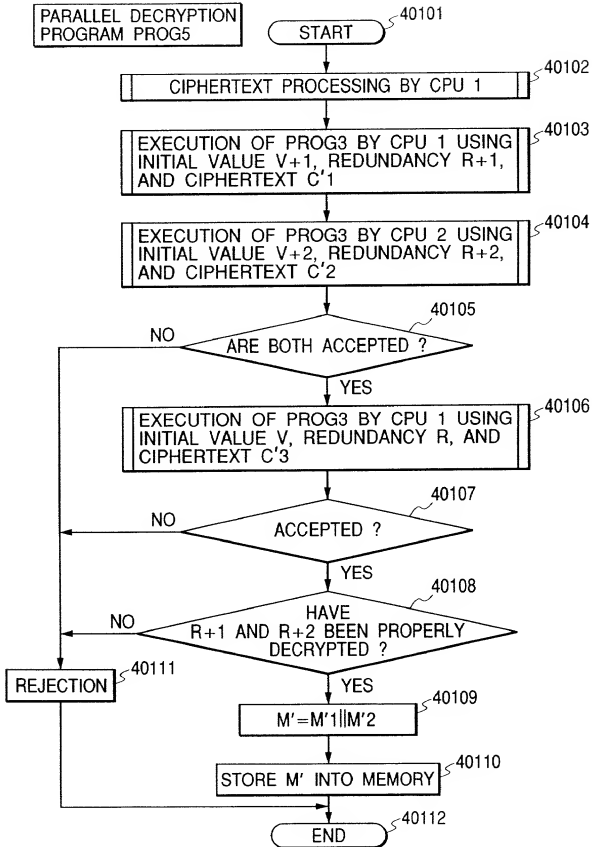 PARALLEL DECRYPTION
PROGRAM PROG5
40101
START
40102
CIPHERTEXT PROCESSING BY CPU 1
40103
EXECUTION OF PROG3 BY CPU 1 USING
INITIAL VALUE V+1, REDUNDANCY R+1,
AND CIPHERTEXT C'1
40104
EXECUTION OF PROG3 BY CPU 2 USING
INITIAL VALUE V+2, REDUNDANCY R+2,
AND CIPHERTEXT C'2
40105
NO
ARE BOTH ACCEPTED ?
YES
40106
EXECUTION OF PROG3 BY CPU 1 USING
INITIAL VALUE V, REDUNDANCY R, AND
CIPHERTEXT C'3
40107
NO
ACCEPTED ?
YES
40108
HAVE
NO
R+1 AND R+2 BEEN PROPERLY
DECRYPTED ?
40111
REJECTION
YES
40109
M'=M'1||M'2
40110
STORE M' INTO MEMORY
40112
END